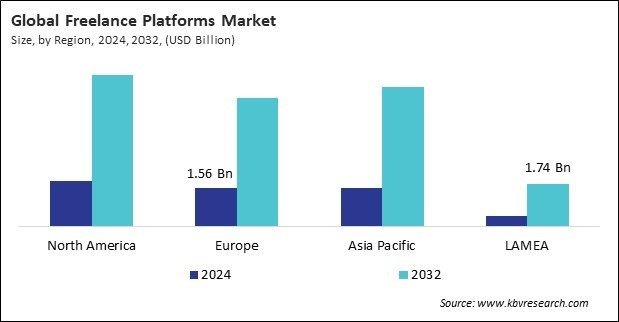 Global Freelance Platforms Market
Size, by Region, 2024, 2032, (USD Billion)
1.56 Bn
1.74 Bn
North America
Europe
Asia Pacific
LAMEA
2024
2032
Source: www.kbvresearch.com